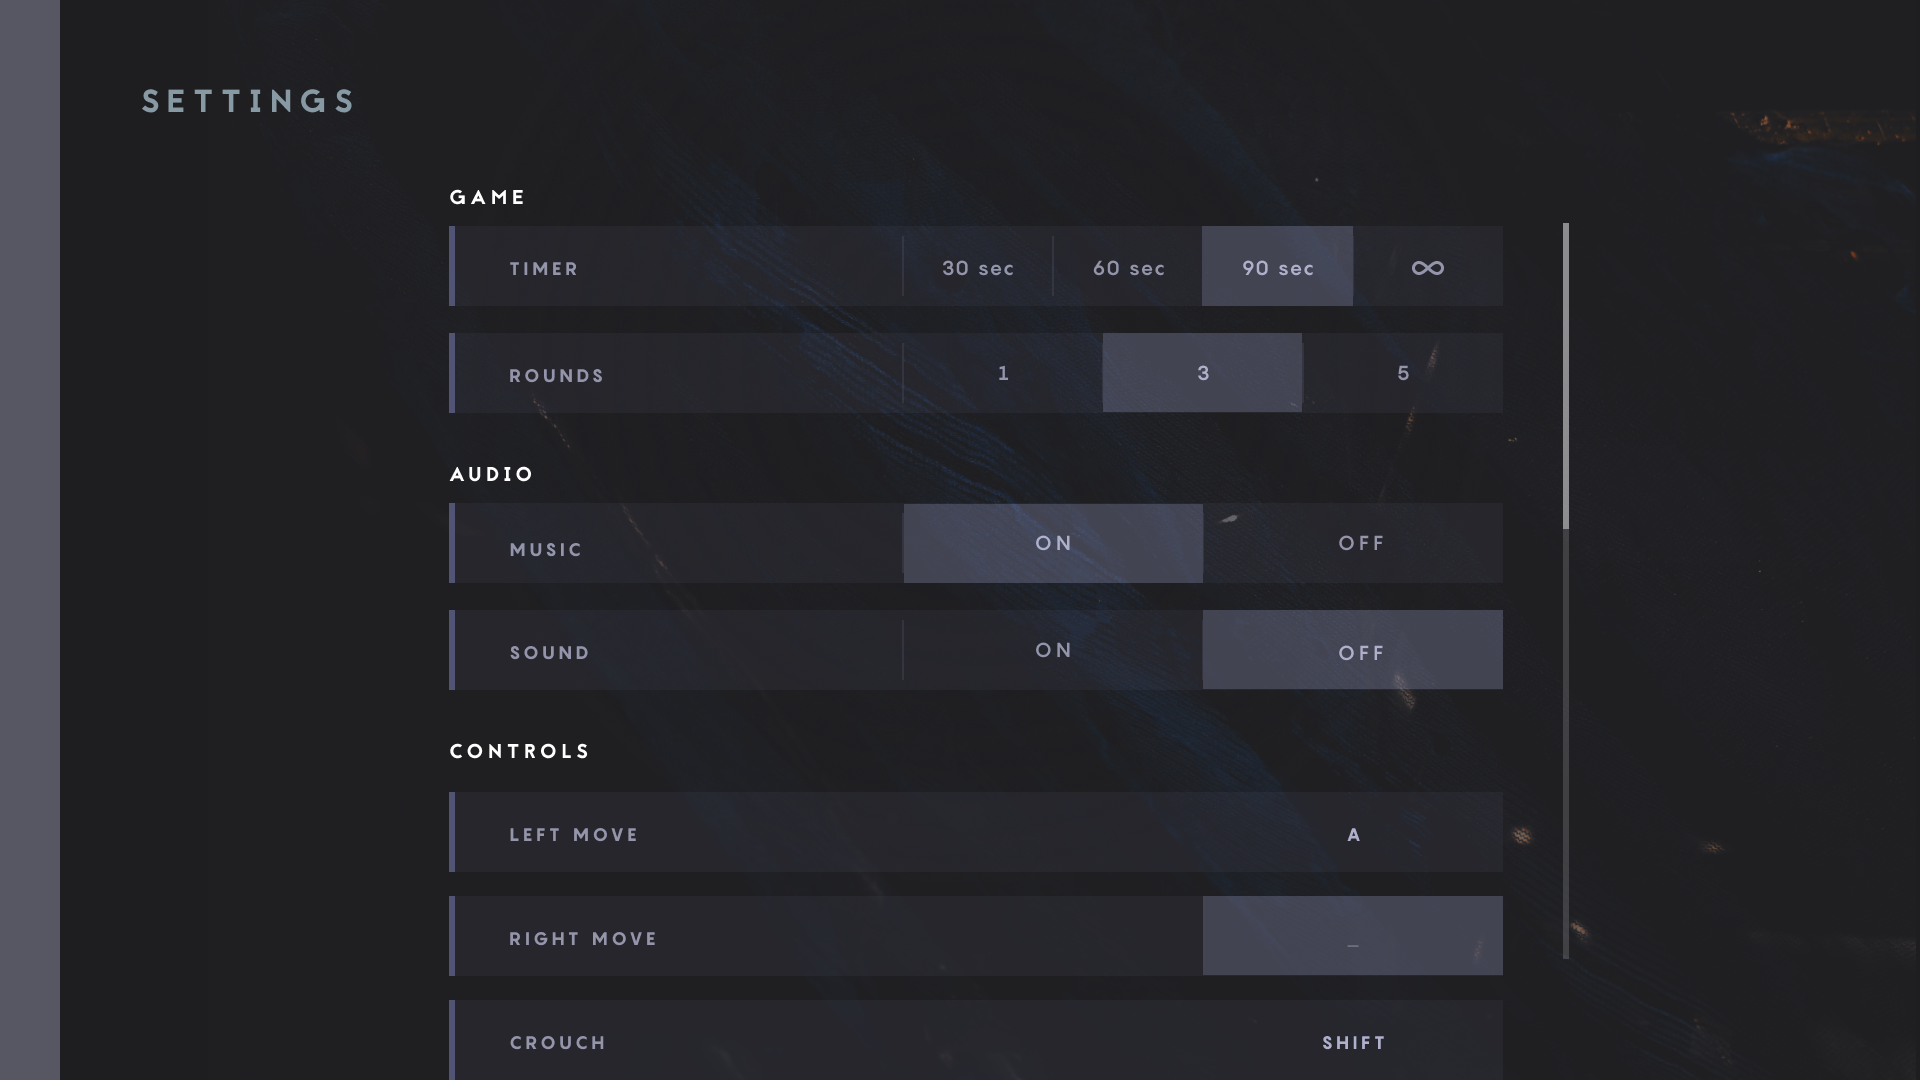 SETTINGS
GAME
TIMER 30 sec 60 sec 90 sec ∞
ROUNDS 1 3 5
AUDIO
MUSIC ON OFF
SOUND ON OFF
CONTROLS
LEFT MOVE A
RIGHT MOVE _
CROUCH SHIFT